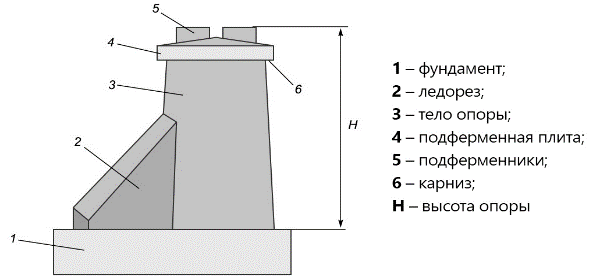 5
4
3
6
H
2
1
1 – фундамент;
2 – ледорез;
3 – тело опоры;
4 – подферменная плита;
5 – подферменники;
6 – карниз;
H – высота опоры